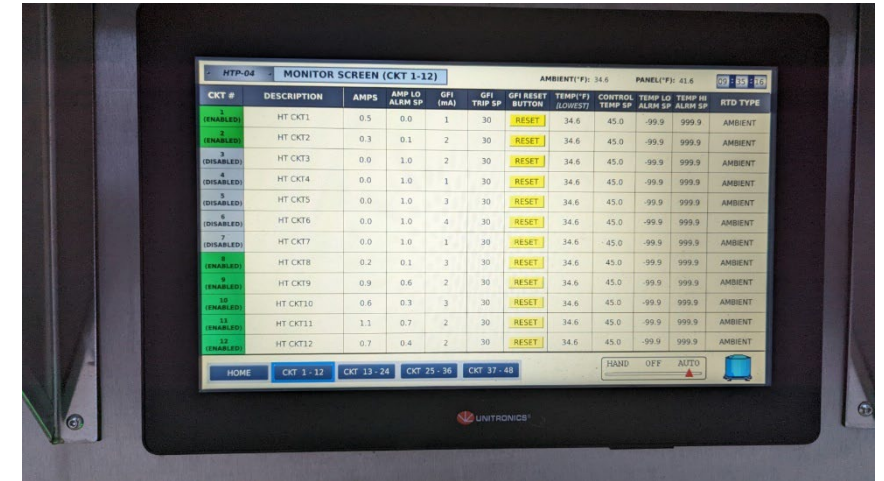 HTP-04 MONITOR SCREEN (CKT 1-12) AMBIENT(°F): 34.6 PANEL(°F): 41.6 09:35:16
CKT # DESCRIPTION AMPS AMP LO ALRM SP GFI (mA) GFI TRIP SP GFI RESET BUTTON TEMP(°F) (LOWEST) CONTROL TEMP SP TEMP LO ALRM SP TEMP HI ALRM SP RTD TYPE
1 (ENABLED) HT CKT1 0.5 0.0 1 30 RESET 34.6 45.0 -99.9 999.9 AMBIENT
2 (ENABLED) HT CKT2 0.3 0.1 2 30 RESET 34.6 45.0 -99.9 999.9 AMBIENT
3 (DISABLED) HT CKT3 0.0 1.0 2 30 RESET 34.6 45.0 -99.9 999.9 AMBIENT
4 (DISABLED) HT CKT4 0.0 1.0 1 30 RESET 34.6 45.0 -99.9 999.9 AMBIENT
5 (DISABLED) HT CKT5 0.0 1.0 3 30 RESET 34.6 45.0 -99.9 999.9 AMBIENT
6 (DISABLED) HT CKT6 0.0 1.0 4 30 RESET 34.6 45.0 -99.9 999.9 AMBIENT
7 (DISABLED) HT CKT7 0.0 1.0 1 30 RESET 34.6 45.0 -99.9 999.9 AMBIENT
8 (ENABLED) HT CKT8 0.2 0.1 3 30 RESET 34.6 45.0 -99.9 999.9 AMBIENT
9 (ENABLED) HT CKT9 0.9 0.6 2 30 RESET 34.6 45.0 -99.9 999.9 AMBIENT
10 (ENABLED) HT CKT10 0.6 0.3 3 30 RESET 34.6 45.0 -99.9 999.9 AMBIENT
11 (ENABLED) HT CKT11 1.1 0.7 2 30 RESET 34.6 45.0 -99.9 999.9 AMBIENT
12 (ENABLED) HT CKT12 0.7 0.4 2 30 RESET 34.6 45.0 -99.9 999.9 AMBIENT
HOME CKT 1 - 12 CKT 13 - 24 CKT 25 - 36 CKT 37 - 48 HAND OFF AUTO
UNITRONICS®